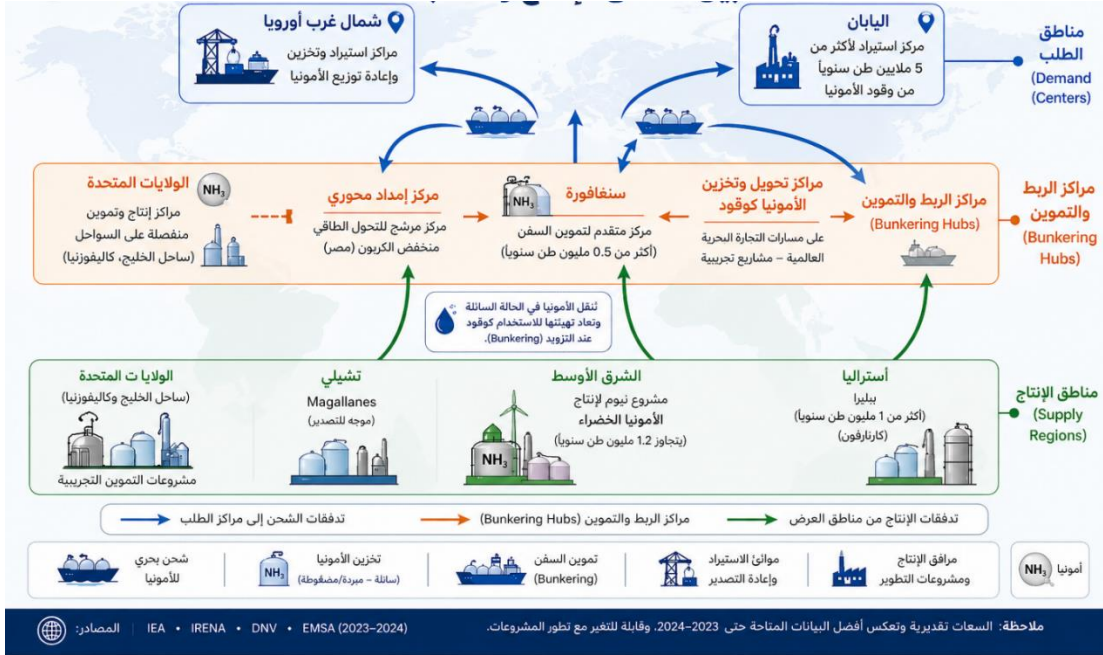 شمال غرب أوروبا
مراكز استيراد وتخزين
وإعادة توزيع الأمونيا
اليابان
مركز استيراد لأكثر من
5 ملايين طن سنوياً
من وقود الأمونيا
مناطق
الطلب
(Demand
Centers)
الولايات المتحدة
NH3
مراكز إنتاج وتموين
منفصلة على السواحل
(ساحل الخليج، كاليفوزنيا)
مركز إمداد محوري
مركز مرشح للتحول الطاقي
منخفض الكربون (مصر)
NH3
سنغافورة
مركز متقدم لتموين السفن
(أكثر من 0.5 مليون طن سنوياً)
مراكز تحويل وتخزين
الأمونيا كوقود
على مسارات التجارة البحرية
العالمية – مشاريع تجريبية
مراكز الربط والتموين
(Bunkering Hubs)
مراكز الربط
والتموين
(Bunkering
Hubs)
تُنقل الأمونيا في الحالة السائلة
وتعاد تهيئتها للاستخدام كوقود
عند التزويد (Bunkering).
الولايا ت المتحدة
(ساحل الخليج وكاليفوزنيا)
مشروعات التموين التجريبية
تشيلي
Magallanes
(موجه للتصدير)
الشرق الأوسط
مشروع نيوم لإنتاج
الأمونيا الخضراء
(يتجاوز 1.2 مليون طن سنوياً)
NH3
أستراليا
بيليرا
(أكثر من 1 مليون طن سنوياً)
(كارنارفون)
مناطق الإنتاج
(Supply
Regions)
تدفقات الإنتاج من مناطق العرض
مراكز الربط والتموين (Bunkering Hubs)
تدفقات الشحن إلى مراكز الطلب
أمونيا
NH3
مرافق الإنتاج
ومشروعات التطوير
موانئ الاستيراد
وإعادة التصدير
تموين السفن
(Bunkering)
تخزين الأمونيا
(سائلة – مبردة/مضغوطة)
NH3
شحن بحري
للأمونيا
ملاحظة: السعات تقديرية وتعكس أفضل البيانات المتاحة حتى 2023–2024، وقابلة للتغير مع تطور المشروعات.
المصادر: IEA • IRENA • DNV • EMSA (2023–2024)